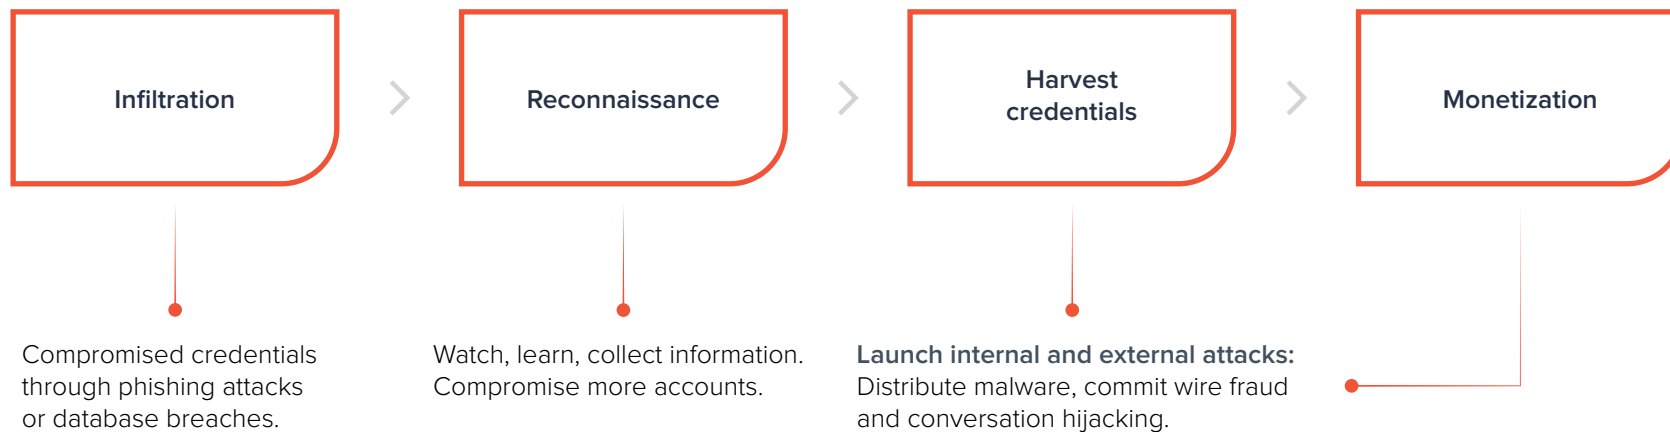 Infiltration
Reconnaissance
Harvest
credentials
Monetization
Compromised credentials
through phishing attacks
or database breaches.
Watch, learn, collect information.
Compromise more accounts.
Launch internal and external attacks:
Distribute malware, commit wire fraud
and conversation hijacking.